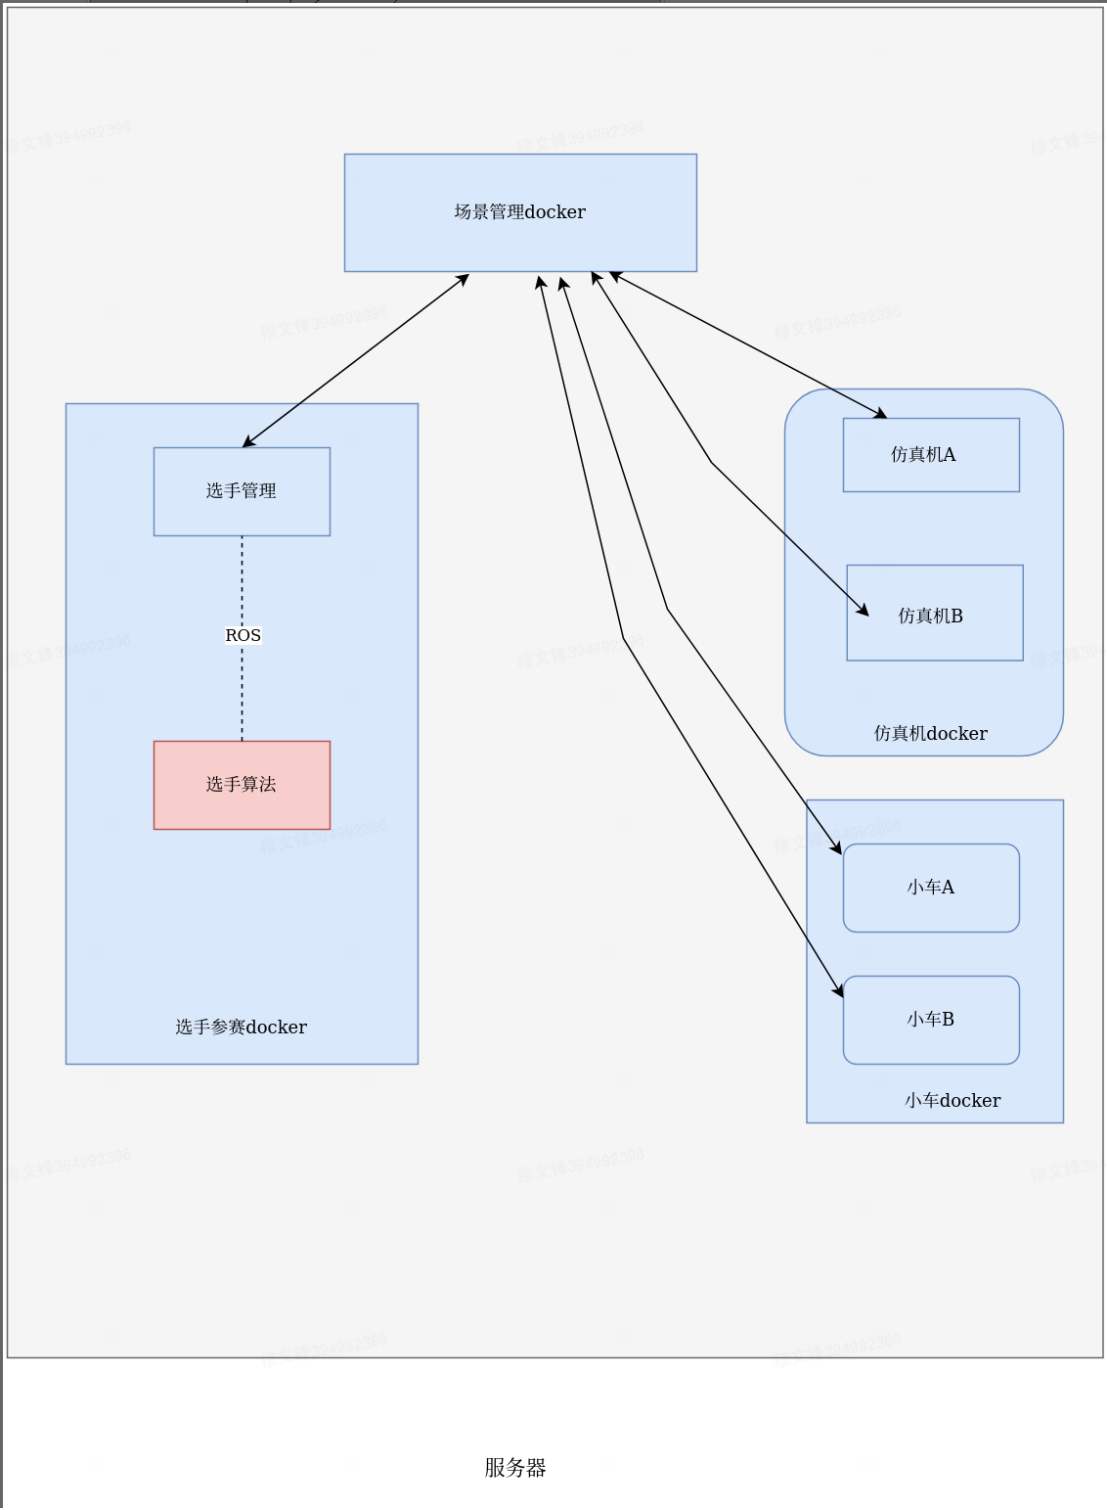 场景管理docker
选手管理
ROS
选手算法
选手参赛docker
仿真机A
仿真机B
仿真机docker
小车A
小车B
小车docker
服务器